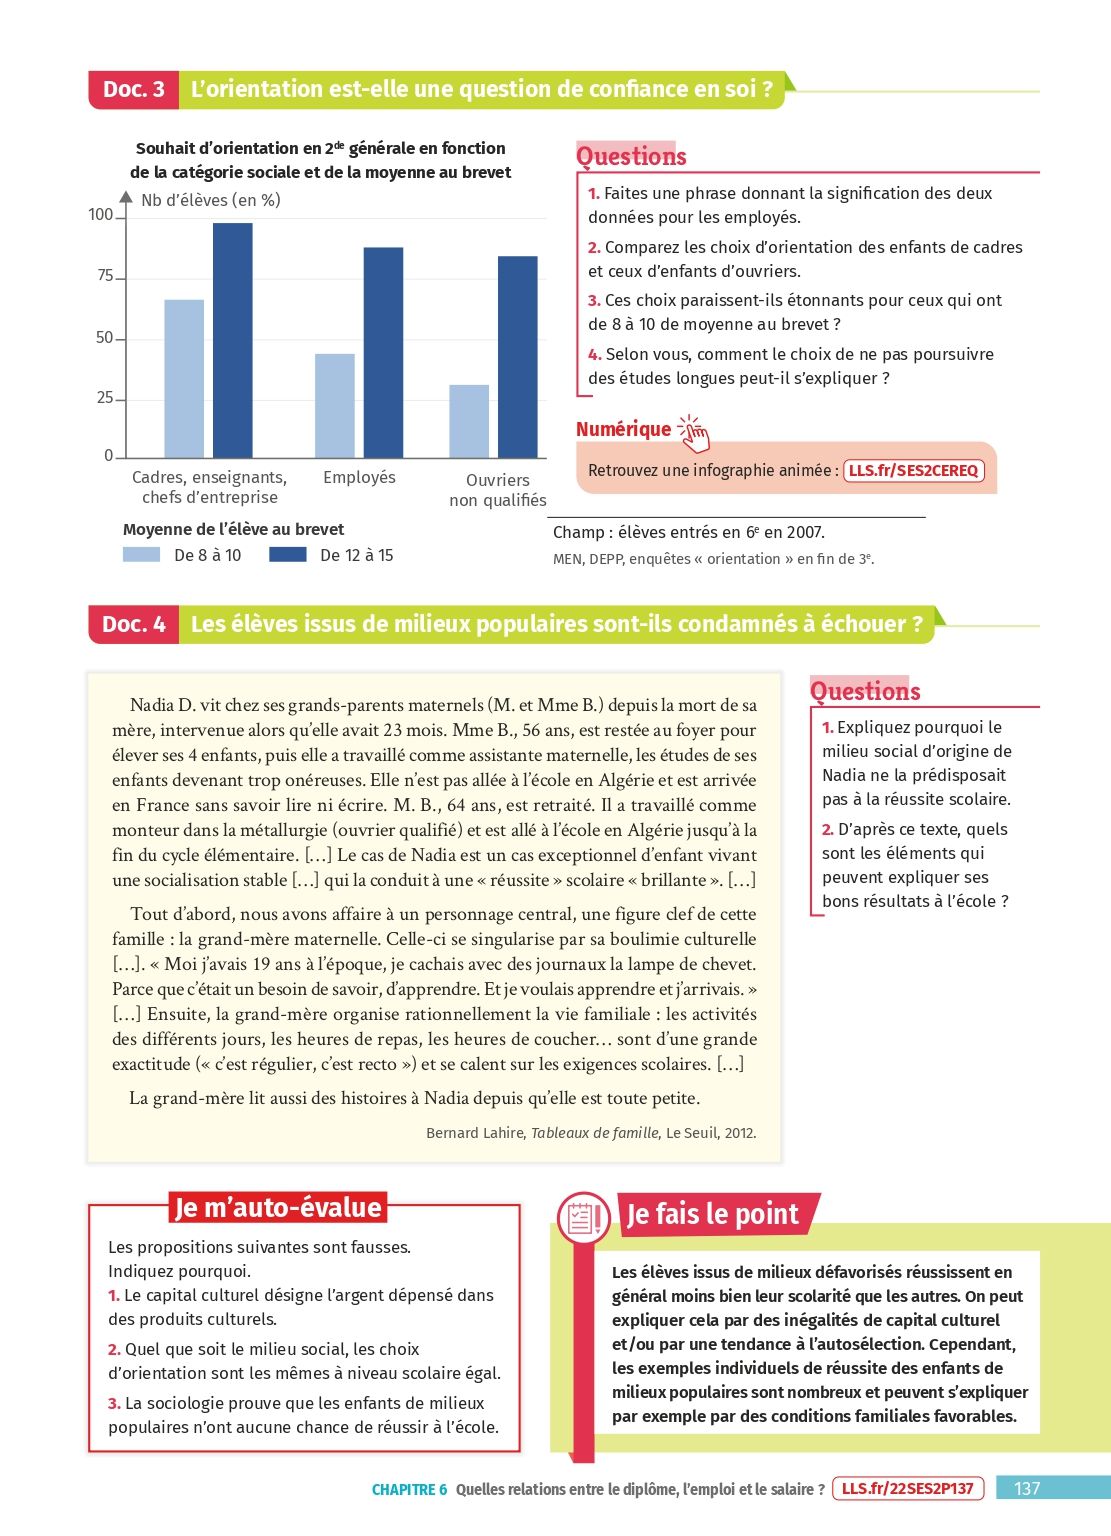 Doc. 3 L’orientation est-elle une question de confiance en soi ?
Souhait d’orientation en 2de générale en fonction
de la catégorie sociale et de la moyenne au brevet
Nb d’élèves (en %)
100
75
50
25
0
Cadres, enseignants,
chefs d’entreprise
Employés
Ouvriers
non qualifiés
Moyenne de l’élève au brevet
De 8 à 10
De 12 à 15
Questions
1. Faites une phrase donnant la signification des deux
données pour les employés.
2. Comparez les choix d’orientation des enfants de cadres
et ceux d’enfants d’ouvriers.
3. Ces choix paraissent-ils étonnants pour ceux qui ont
de 8 à 10 de moyenne au brevet ?
4. Selon vous, comment le choix de ne pas poursuivre
des études longues peut-il s’expliquer ?
Numérique
Retrouvez une infographie animée : LLS.fr/SES2CEREQ
Champ : élèves entrés en 6e en 2007.
MEN, DEPP, enquêtes « orientation » en fin de 3e.
Doc. 4 Les élèves issus de milieux populaires sont-ils condamnés à échouer ?
Nadia D. vit chez ses grands-parents maternels (M. et Mme B.) depuis la mort de sa
mère, intervenue alors qu’elle avait 23 mois. Mme B., 56 ans, est restée au foyer pour
élever ses 4 enfants, puis elle a travaillé comme assistante maternelle, les études de ses
enfants devenant trop onéreuses. Elle n’est pas allée à l’école en Algérie et est arrivée
en France sans savoir lire ni écrire. M. B., 64 ans, est retraité. Il a travaillé comme
monteur dans la métallurgie (ouvrier qualifié) et est allé à l’école en Algérie jusqu’à la
fin du cycle élémentaire. […] Le cas de Nadia est un cas exceptionnel d’enfant vivant
une socialisation stable […] qui la conduit à une « réussite » scolaire « brillante ». […]
Tout d’abord, nous avons affaire à un personnage central, une figure clef de cette
famille : la grand-mère maternelle. Celle-ci se singularise par sa boulimie culturelle
[…]. « Moi j’avais 19 ans à l’époque, je cachais avec des journaux la lampe de chevet.
Parce que c’était un besoin de savoir, d’apprendre. Et je voulais apprendre et j’arrivais. »
[…] Ensuite, la grand-mère organise rationnellement la vie familiale : les activités
des différents jours, les heures de repas, les heures de coucher… sont d’une grande
exactitude (« c’est régulier, c’est recto ») et se calent sur les exigences scolaires. […]
La grand-mère lit aussi des histoires à Nadia depuis qu’elle est toute petite.
Bernard Lahire, Tableaux de famille, Le Seuil, 2012.
Questions
1. Expliquez pourquoi le
milieu social d’origine de
Nadia ne la prédisposait
pas à la réussite scolaire.
2. D’après ce texte, quels
sont les éléments qui
peuvent expliquer ses
bons résultats à l’école ?
Je m’auto-évalue
Les propositions suivantes sont fausses.
Indiquez pourquoi.
1. Le capital culturel désigne l’argent dépensé dans
des produits culturels.
2. Quel que soit le milieu social, les choix
d’orientation sont les mêmes à niveau scolaire égal.
3. La sociologie prouve que les enfants de milieux
populaires n’ont aucune chance de réussir à l’école.
Je fais le point
Les élèves issus de milieux défavorisés réussissent en
général moins bien leur scolarité que les autres. On peut
expliquer cela par des inégalités de capital culturel
et/ou par une tendance à l’autosélection. Cependant,
les exemples individuels de réussite des enfants de
milieux populaires sont nombreux et peuvent s’expliquer
par exemple par des conditions familiales favorables.
CHAPITRE 6 Quelles relations entre le diplôme, l’emploi et le salaire ? LLS.fr/22SES2P137 137